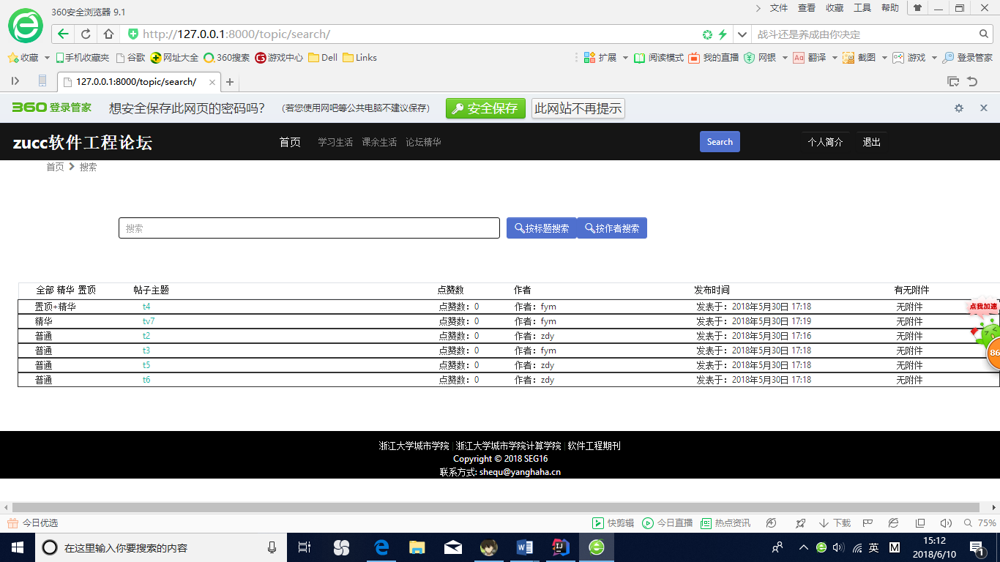 360安全浏览器 9.1
文件 查看 收藏 工具 帮助
http://127.0.0.1:8000/topic/search/
战斗还是养成由你决定
收藏 手机收藏夹 谷歌 网址大全 360搜索 游戏中心 Dell Links 扩展 阅读模式 我的直播 网银 翻译 截图 游戏 登录管家
127.0.0.1:8000/topic/search/
360登录管家 想安全保存此网页的密码吗? (若您使用网吧等公共电脑不建议保存) 安全保存 此网站不再提示
zucc软件工程论坛 首页 学习生活 课余生活 论坛精华 Search 个人简介 退出
首页 搜索
搜索 按标题搜索 按作者搜索
全部 精华 置顶 帖子主题 点赞数 作者 发布时间 有无附件
置顶+精华 t4 点赞数：0 作者：fym 发表于：2018年5月30日 17:18 无附件
精华 tv7 点赞数：0 作者：fym 发表于：2018年5月30日 17:19 无附件
普通 t2 点赞数：0 作者：zdy 发表于：2018年5月30日 17:16 无附件
普通 t3 点赞数：0 作者：fym 发表于：2018年5月30日 17:18 无附件
普通 t5 点赞数：0 作者：zdy 发表于：2018年5月30日 17:18 无附件
普通 t6 点赞数：0 作者：zdy 发表于：2018年5月30日 17:18 无附件
点我加速
86
浙江大学城市学院 | 浙江大学城市学院计算学院 | 软件工程期刊
Copyright © 2018 SEG16
联系方式: shequ@yanghaha.cn
今日优选 快剪辑 今日直播 热点资讯 下载 75%
在这里输入你要搜索的内容
英 M 15:12
2018/6/10
1